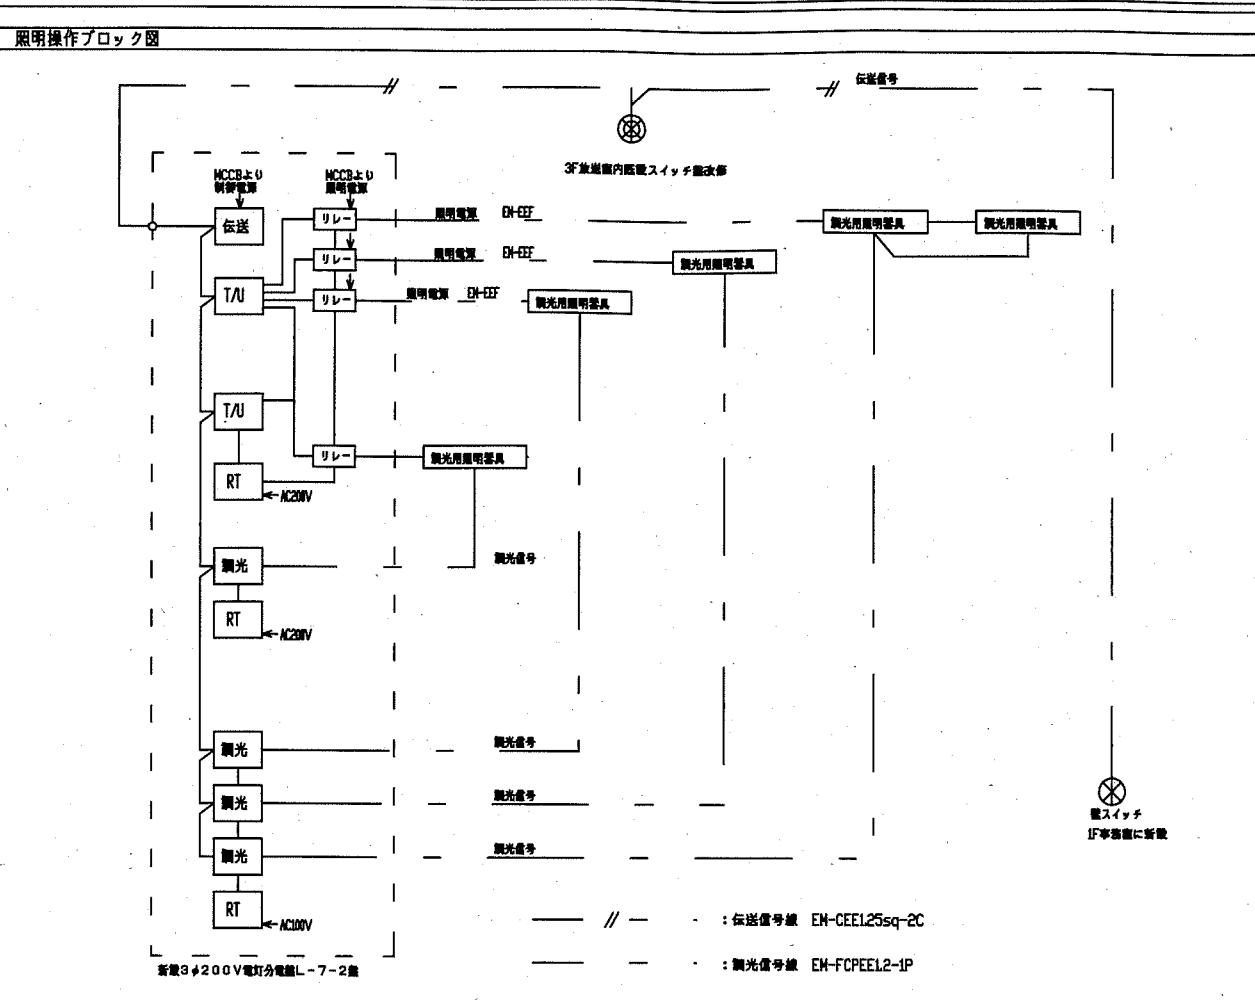 照明操作ブロック図
伝送信号
3F放送室内既設スイッチ盤改修
MCCBより
制御電源
MCCBより
照明電源
伝送
リレー
照明電源 EM-EEF
調光用照明器具
調光用照明器具
リレー
照明電源 EM-EEF
調光用照明器具
T/U
リレー
照明電源 EM-EEF
調光用照明器具
T/U
リレー
調光用照明器具
RT
AC200V
調光
調光信号
RT
AC200V
調光
調光信号
調光
調光信号
壁スイッチ
1F事務室に新設
調光
調光信号
RT
AC100V
:伝送信号線 EM-CEE1.25sq-2C
:調光信号線 EM-FCPEE1.2-1P
新設3φ200V電灯分電盤L-7-2盤